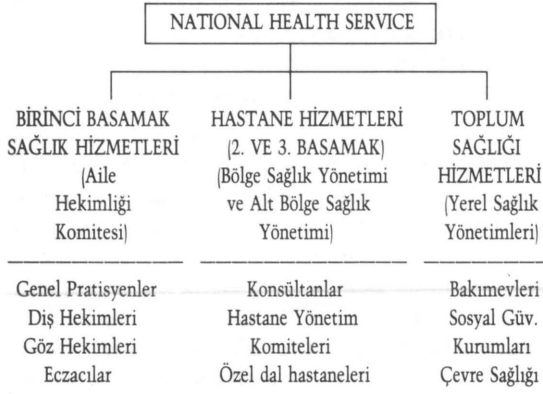 NATIONAL HEALTH SERVICE
BİRİNCİ BASAMAK
SAĞLIK HİZMETLERİ
(Aile
Hekimliği
Komitesi)
Genel Pratisyenler
Diş Hekimleri
Göz Hekimleri
Eczacılar
HASTANE HİZMETLERİ
(2. VE 3. BASAMAK)
(Bölge Sağlık Yönetimi
ve Alt Bölge Sağlık
Yönetimi)
Konsültanlar
Hastane Yönetim
Komiteleri
Özel dal hastaneleri
TOPLUM
SAĞLIĞI
HİZMETLERİ
(Yerel Sağlık
Yönetimleri)
Bakımevleri
Sosyal Güv.
Kurumları
Çevre Sağlığı